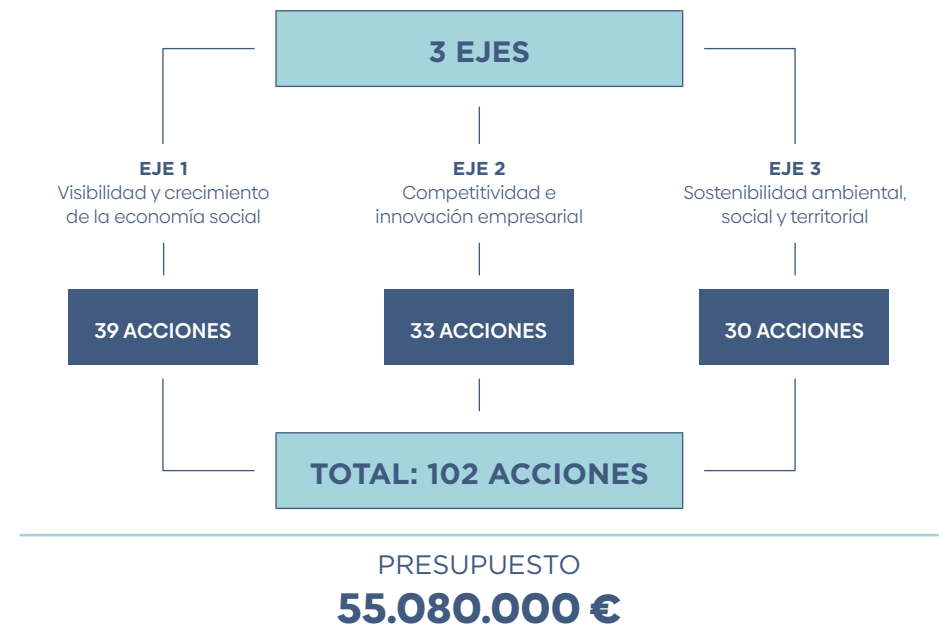 3 EJES
EJE 1
Visibilidad y crecimiento
de la economía social
EJE 2
Competitividad e
innovación empresarial
EJE 3
Sostenibilidad ambiental,
social y territorial
39 ACCIONES
33 ACCIONES
30 ACCIONES
TOTAL: 102 ACCIONES
PRESUPUESTO
55.080.000 €